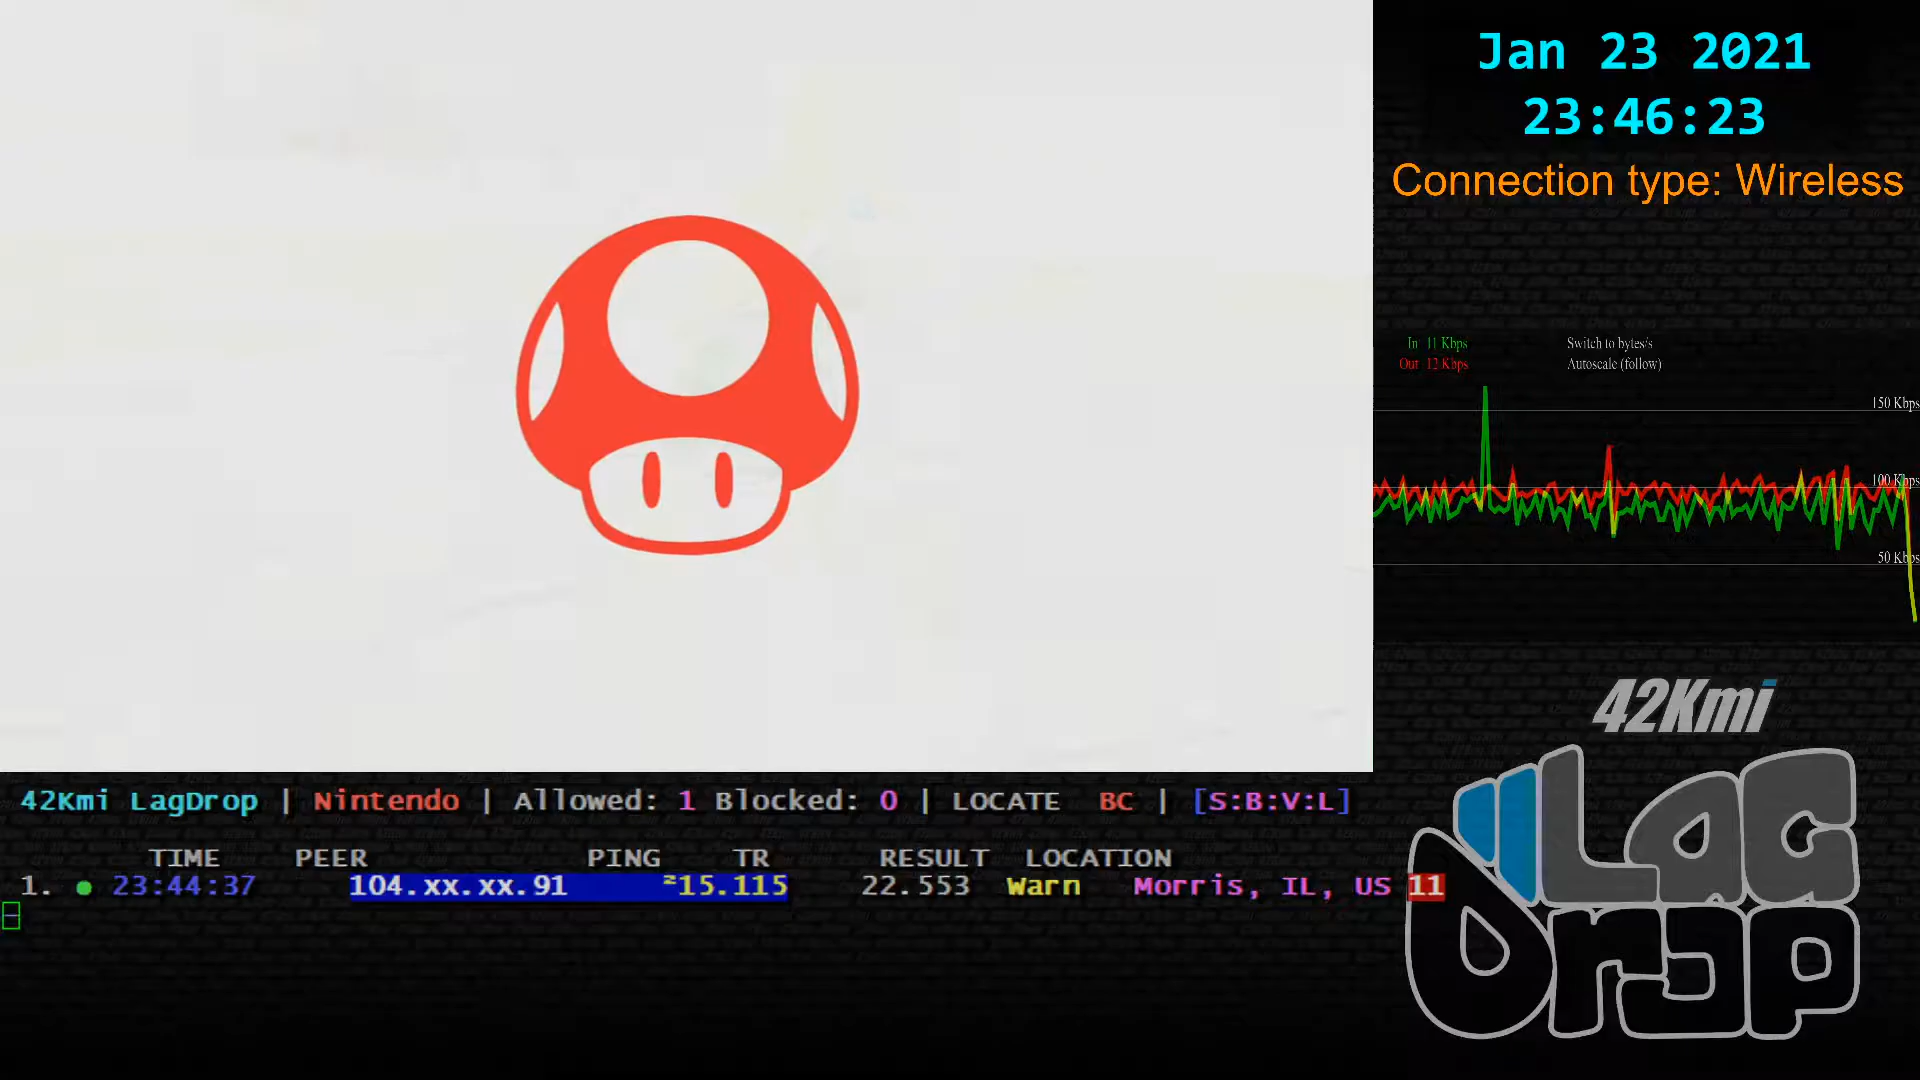 Jan 23 2021
23:46:23
Connection type: Wireless
In 11 Kbps Switch to bytes/s
Out 12 Kbps Autoscale (follow)
150 Kbps
100 Kbps
50 Kbps
42Kmi
LagDrop
42Kmi LagDrop | Nintendo | Allowed: 1 Blocked: 0 | LOCATE BC | [S:B:V:L]
TIME PEER PING TR RESULT LOCATION
1. 23:44:37 104.xx.xx.91 15.115 22.553 Warn Morris, IL, US 11